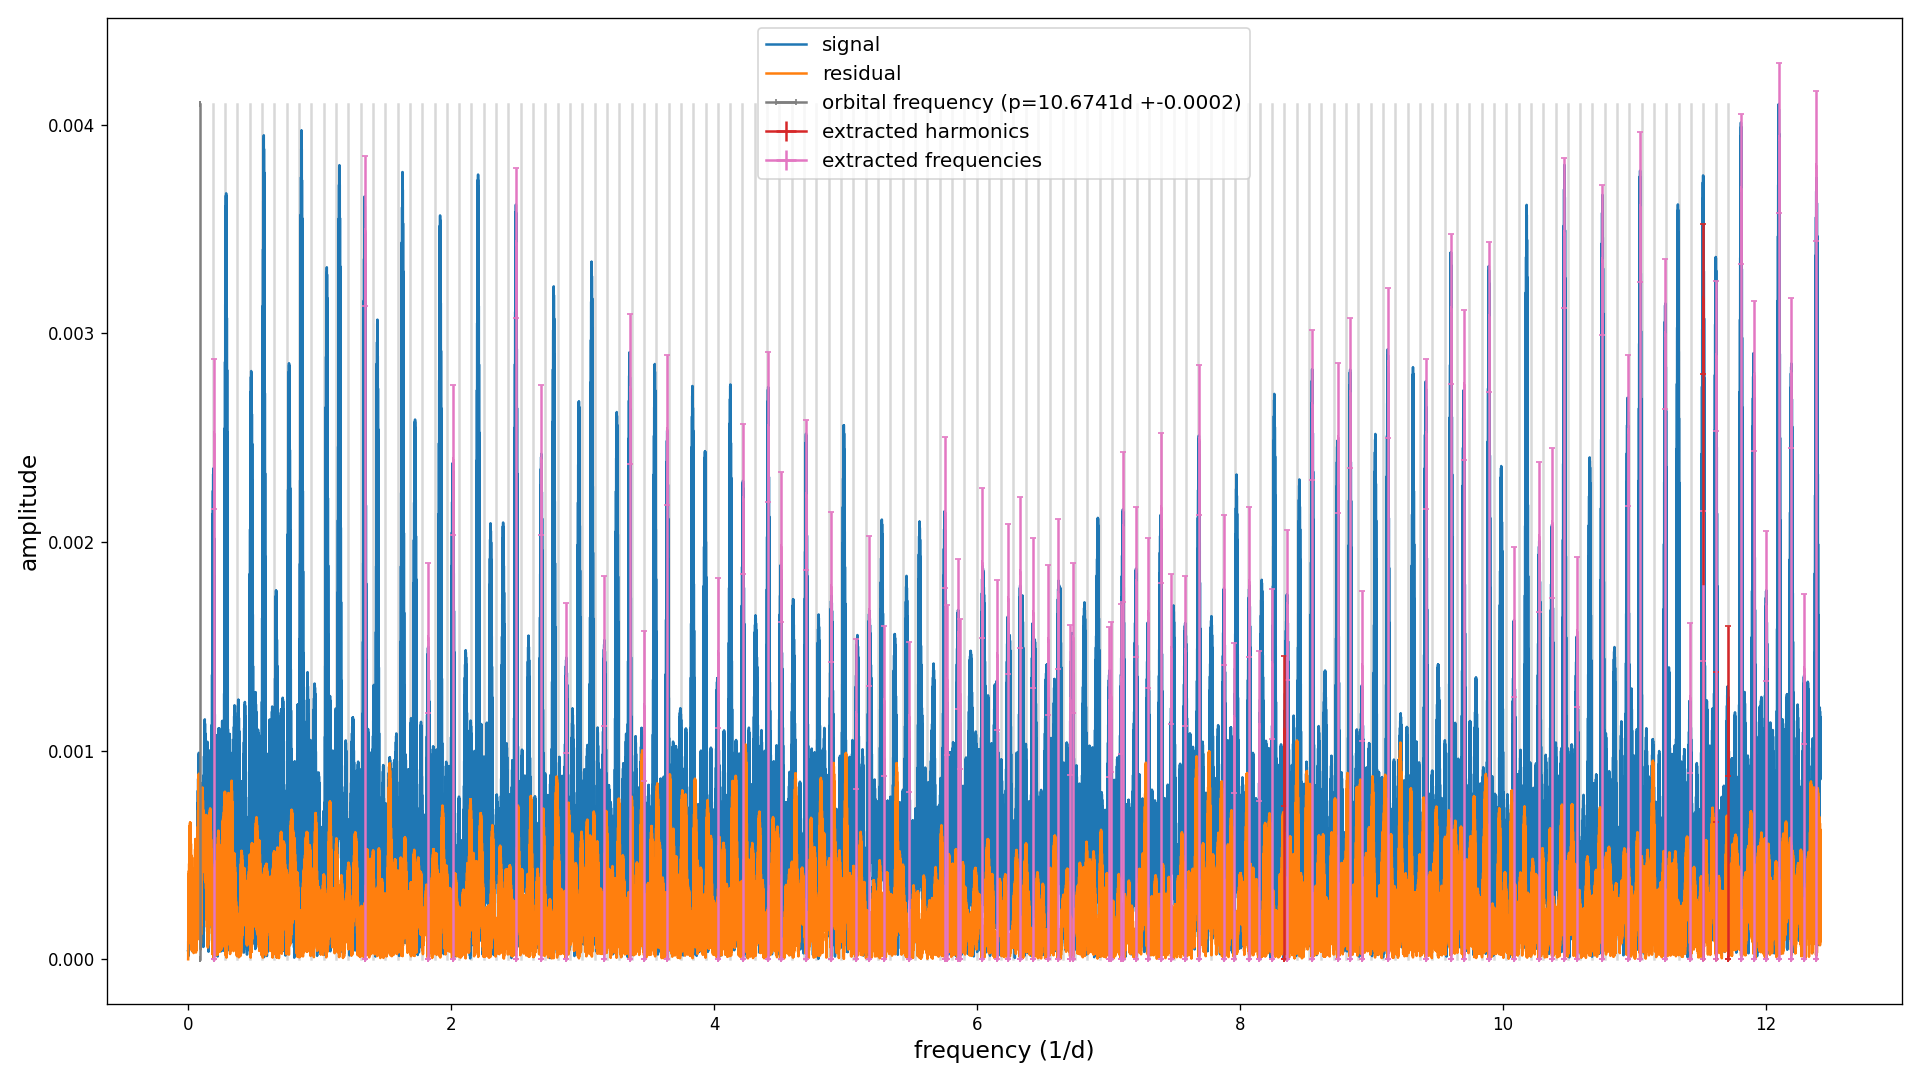 signal
residual
orbital frequency (p=10.6741d +-0.0002)
extracted harmonics
extracted frequencies
0.004
0.003
0.002
0.001
0.000
amplitude
0
2
4
6
8
10
12
frequency (1/d)